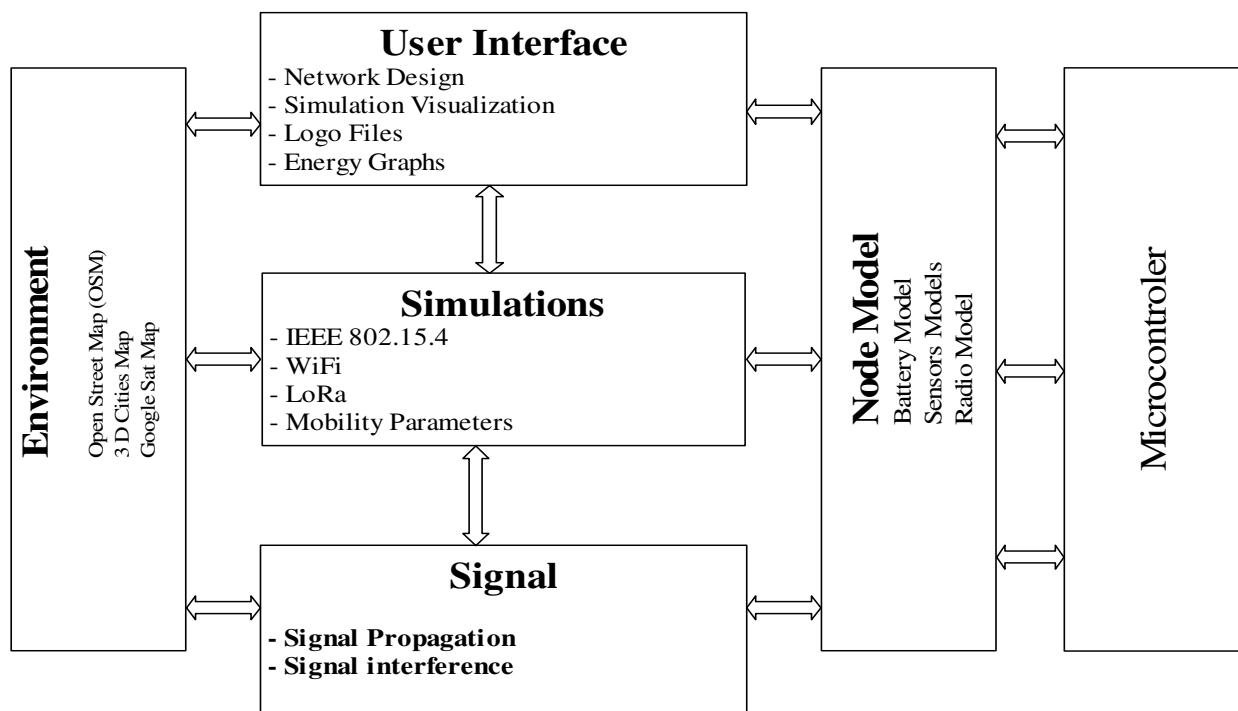 User Interface
- Network Design
- Simulation Visualization
- Logo Files
- Energy Graphs
Environment
Open Street Map (OSM)
3 D Cities Map
Google Sat Map
Simulations
- IEEE 802.15.4
- WiFi
- LoRa
- Mobility Parameters
Signal
- Signal Propagation
- Signal interference
Node Model
Battery Model
Sensors Models
Radio Model
Microcontroler